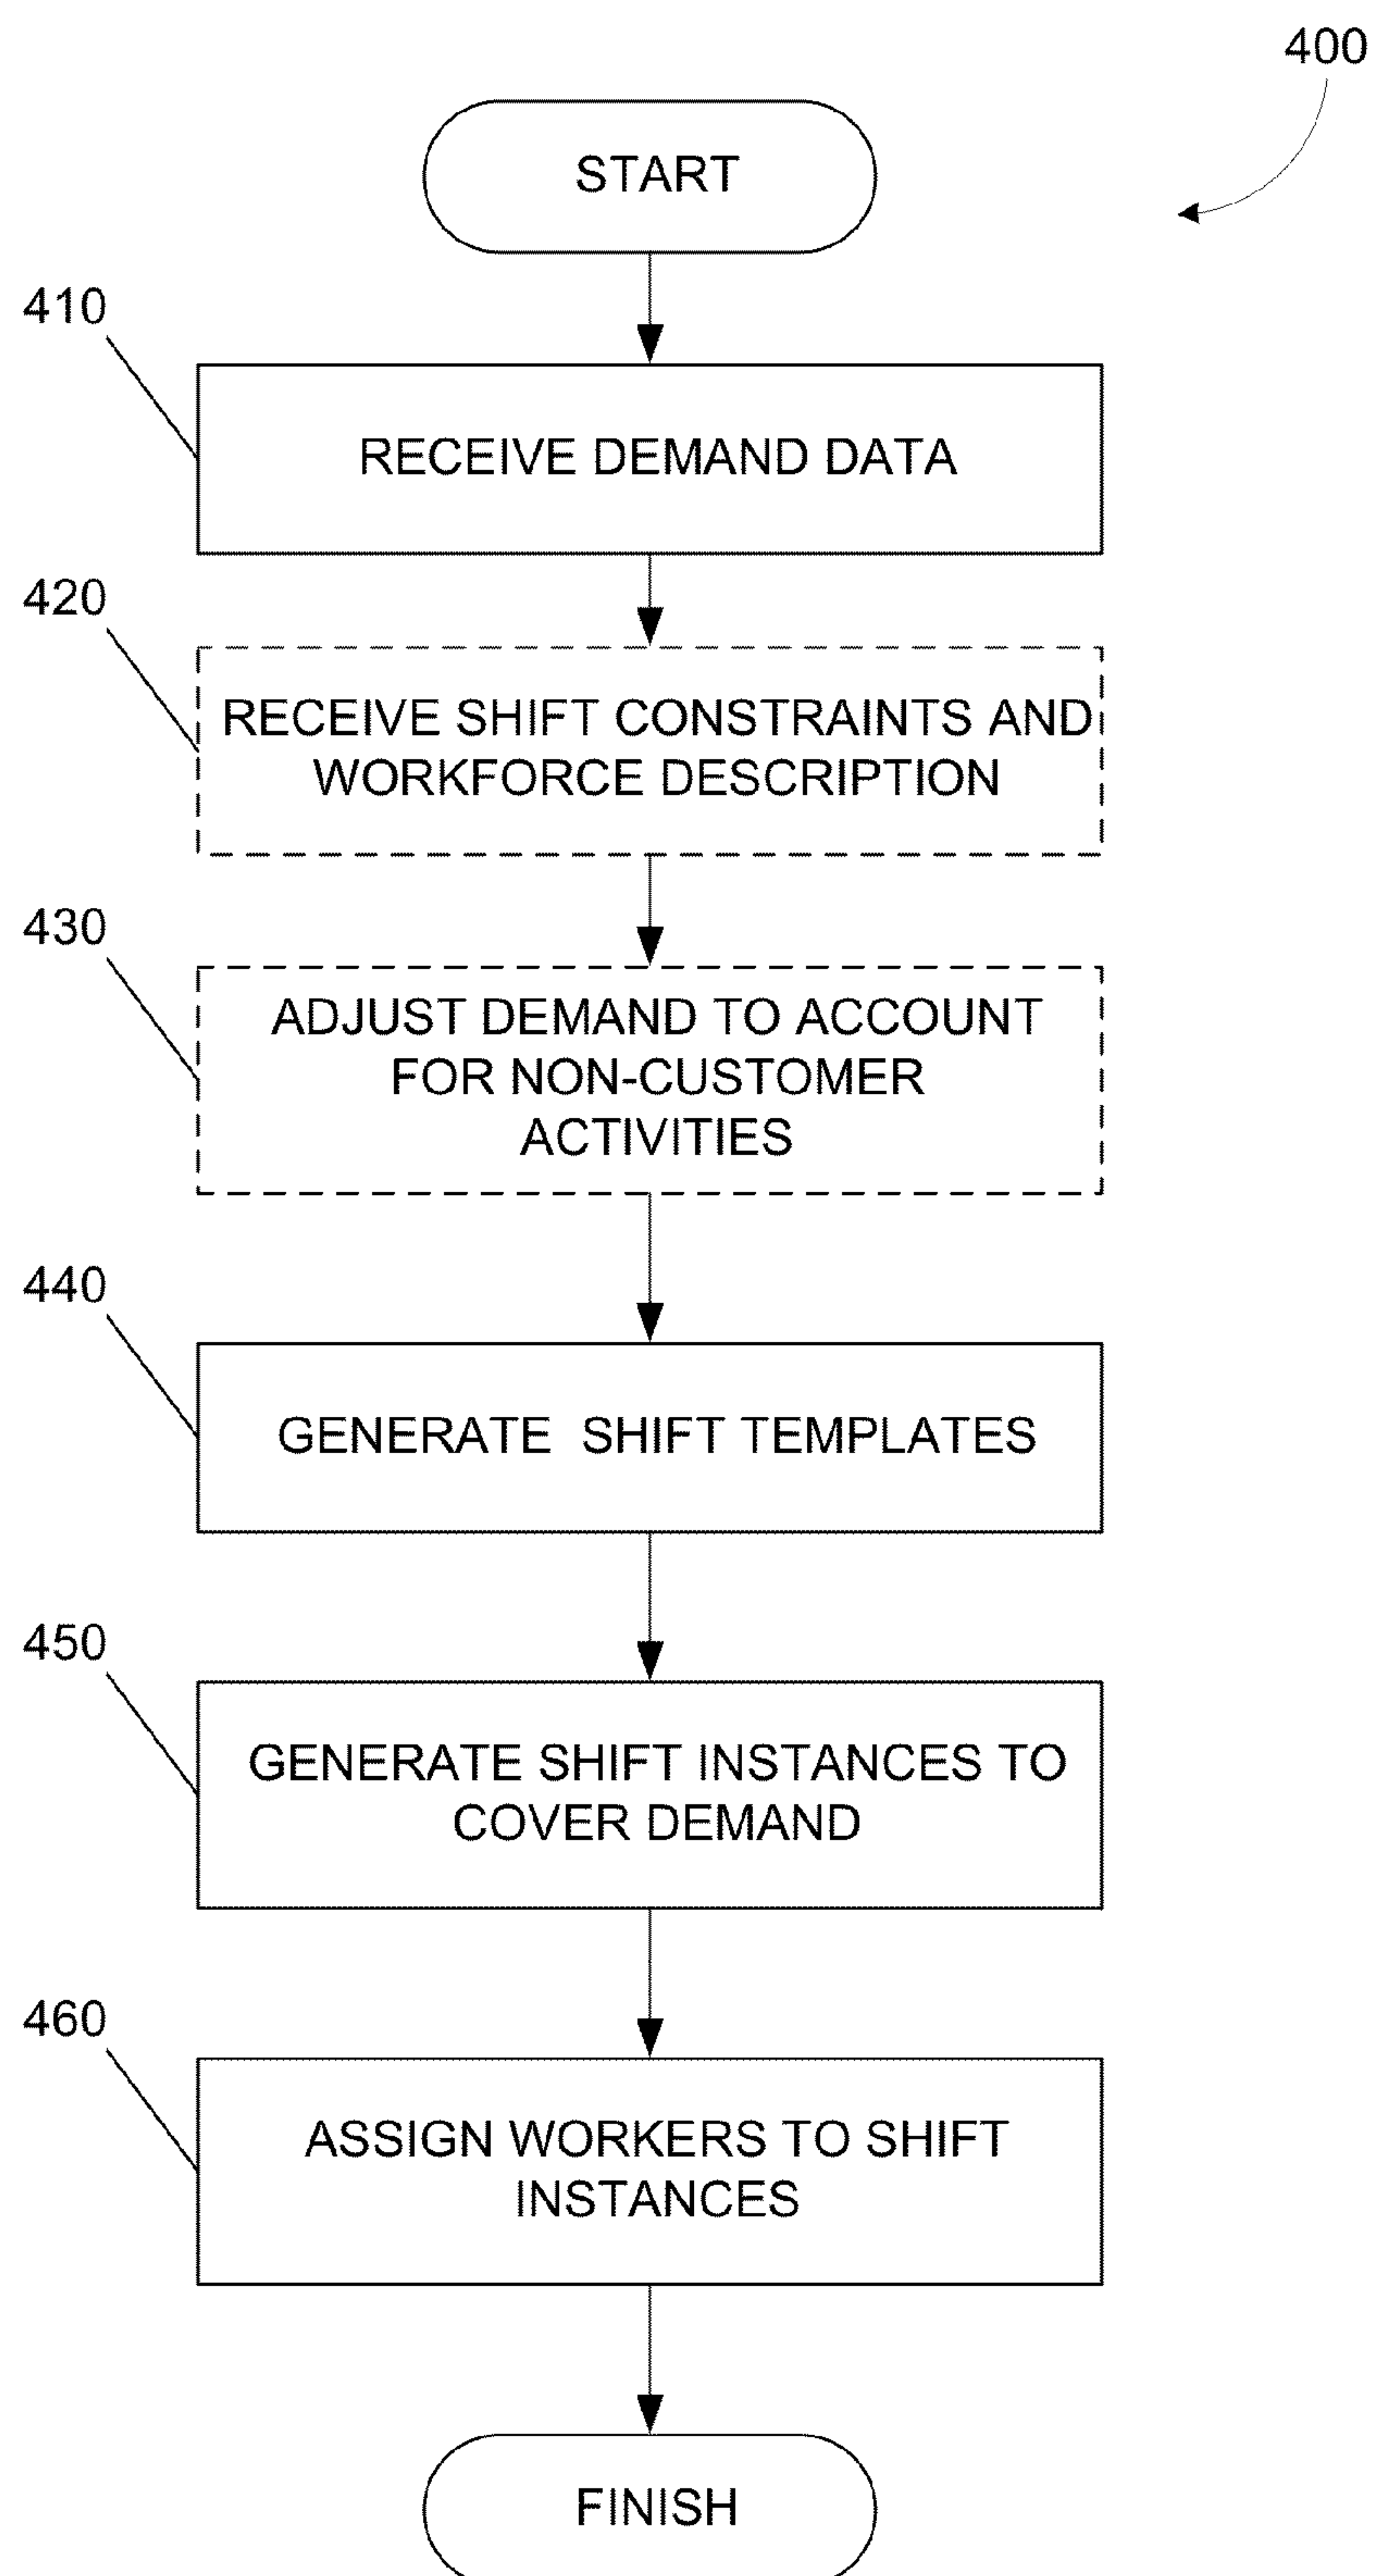 400
START
410
RECEIVE DEMAND DATA
420
RECEIVE SHIFT CONSTRAINTS AND
WORKFORCE DESCRIPTION
430
ADJUST DEMAND TO ACCOUNT
FOR NON-CUSTOMER
ACTIVITIES
440
GENERATE SHIFT TEMPLATES
450
GENERATE SHIFT INSTANCES TO
COVER DEMAND
460
ASSIGN WORKERS TO SHIFT
INSTANCES
FINISH